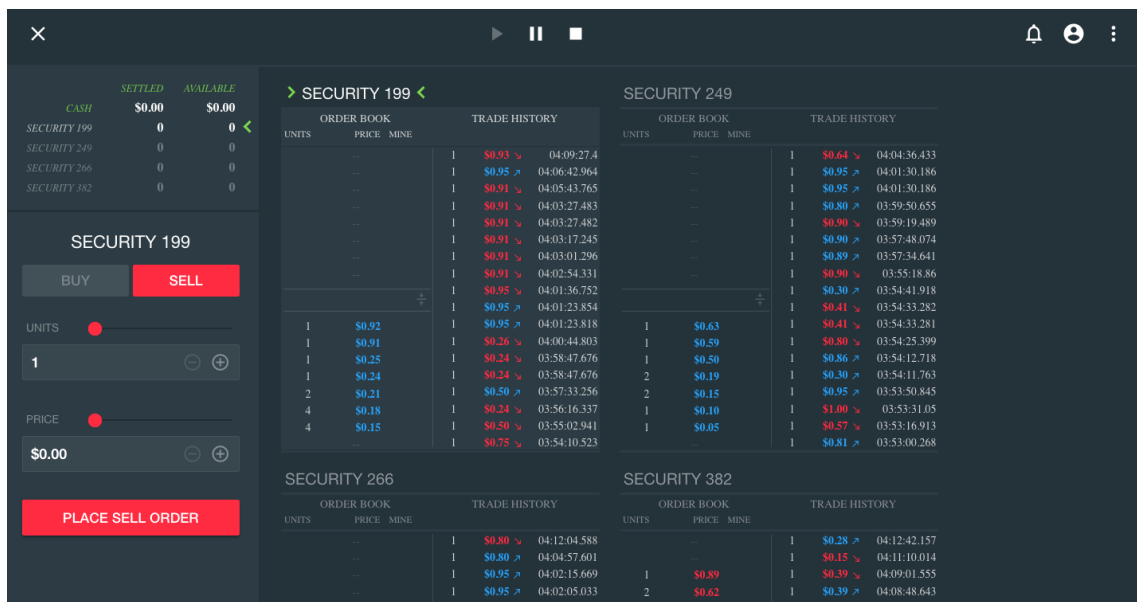 SETTLED AVAILABLE
CASH $0.00 $0.00
SECURITY 199 0 0
SECURITY 249 0 0
SECURITY 266 0 0
SECURITY 382 0 0
SECURITY 199
BUY SELL
UNITS
1
PRICE
$0.00
PLACE SELL ORDER
SECURITY 199
ORDER BOOK TRADE HISTORY
UNITS PRICE MINE
-- 1 $0.93 ↘ 04:09:27.4
-- 1 $0.95 ↗ 04:06:42.964
-- 1 $0.91 ↘ 04:05:43.765
-- 1 $0.91 ↘ 04:03:27.483
-- 1 $0.91 ↘ 04:03:27.482
-- 1 $0.91 ↘ 04:03:17.245
-- 1 $0.91 ↘ 04:03:01.296
-- 1 $0.91 ↘ 04:02:54.331
1 $0.95 ↘ 04:01:36.752
1 $0.95 ↗ 04:01:23.854
1 $0.92 1 $0.95 ↗ 04:01:23.818
1 $0.91 1 $0.26 ↘ 04:00:44.803
1 $0.25 1 $0.24 ↘ 03:58:47.676
1 $0.24 1 $0.24 ↘ 03:58:47.676
2 $0.21 1 $0.50 ↗ 03:57:33.256
4 $0.18 1 $0.24 ↘ 03:56:16.337
4 $0.15 1 $0.50 ↘ 03:55:02.941
-- 1 $0.75 ↘ 03:54:10.523
SECURITY 249
ORDER BOOK TRADE HISTORY
UNITS PRICE MINE
-- 1 $0.64 ↘ 04:04:36.433
-- 1 $0.95 ↗ 04:01:30.186
-- 1 $0.95 ↗ 04:01:30.186
-- 1 $0.80 ↗ 03:59:50.655
-- 1 $0.90 ↘ 03:59:19.489
-- 1 $0.90 ↗ 03:57:48.074
-- 1 $0.89 ↗ 03:57:34.641
-- 1 $0.90 ↘ 03:55:18.86
1 $0.30 ↗ 03:54:41.918
1 $0.41 ↘ 03:54:33.282
1 $0.63 1 $0.41 ↘ 03:54:33.281
1 $0.59 1 $0.80 ↘ 03:54:25.399
1 $0.50 1 $0.86 ↗ 03:54:12.718
2 $0.19 1 $0.30 ↗ 03:54:11.763
2 $0.15 1 $0.95 ↗ 03:53:50.845
1 $0.10 1 $1.00 ↘ 03:53:31.05
1 $0.05 1 $0.57 ↘ 03:53:16.913
-- 1 $0.81 ↗ 03:53:00.268
SECURITY 266
ORDER BOOK TRADE HISTORY
UNITS PRICE MINE
-- 1 $0.80 ↘ 04:12:04.588
-- 1 $0.80 ↗ 04:04:57.601
-- 1 $0.95 ↗ 04:02:15.669
-- 1 $0.95 ↗ 04:02:05.033
SECURITY 382
ORDER BOOK TRADE HISTORY
UNITS PRICE MINE
-- 1 $0.28 ↗ 04:12:42.157
-- 1 $0.15 ↘ 04:11:10.014
1 $0.89 1 $0.39 ↘ 04:09:01.555
2 $0.62 1 $0.39 ↗ 04:08:48.643